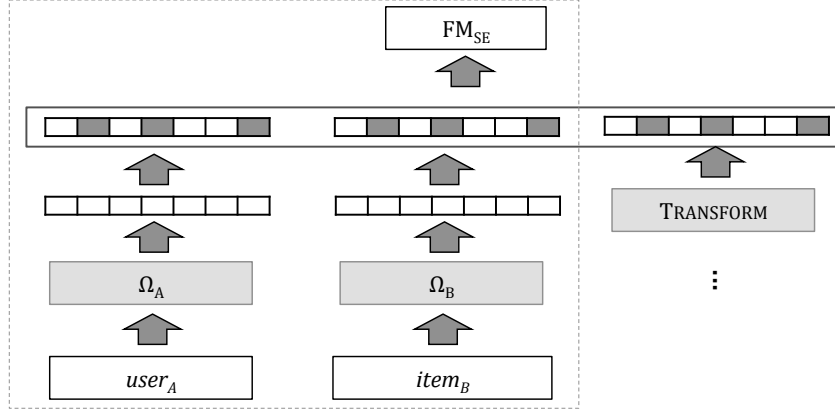 FM_SE
TRANSFORM
Ω_A
Ω_B
⋮
user_A
item_B